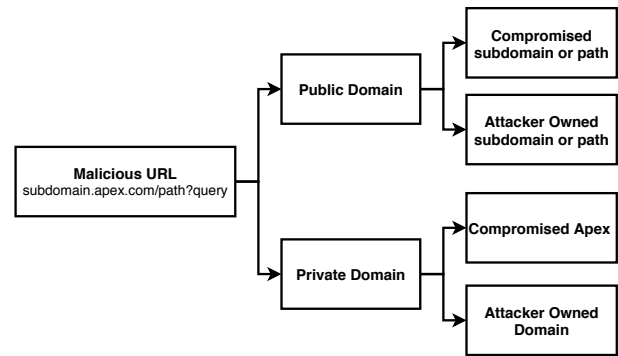 Malicious URL
subdomain.apex.com/path?query
Public Domain
Private Domain
Compromised
subdomain or path
Attacker Owned
subdomain or path
Compromised Apex
Attacker Owned
Domain